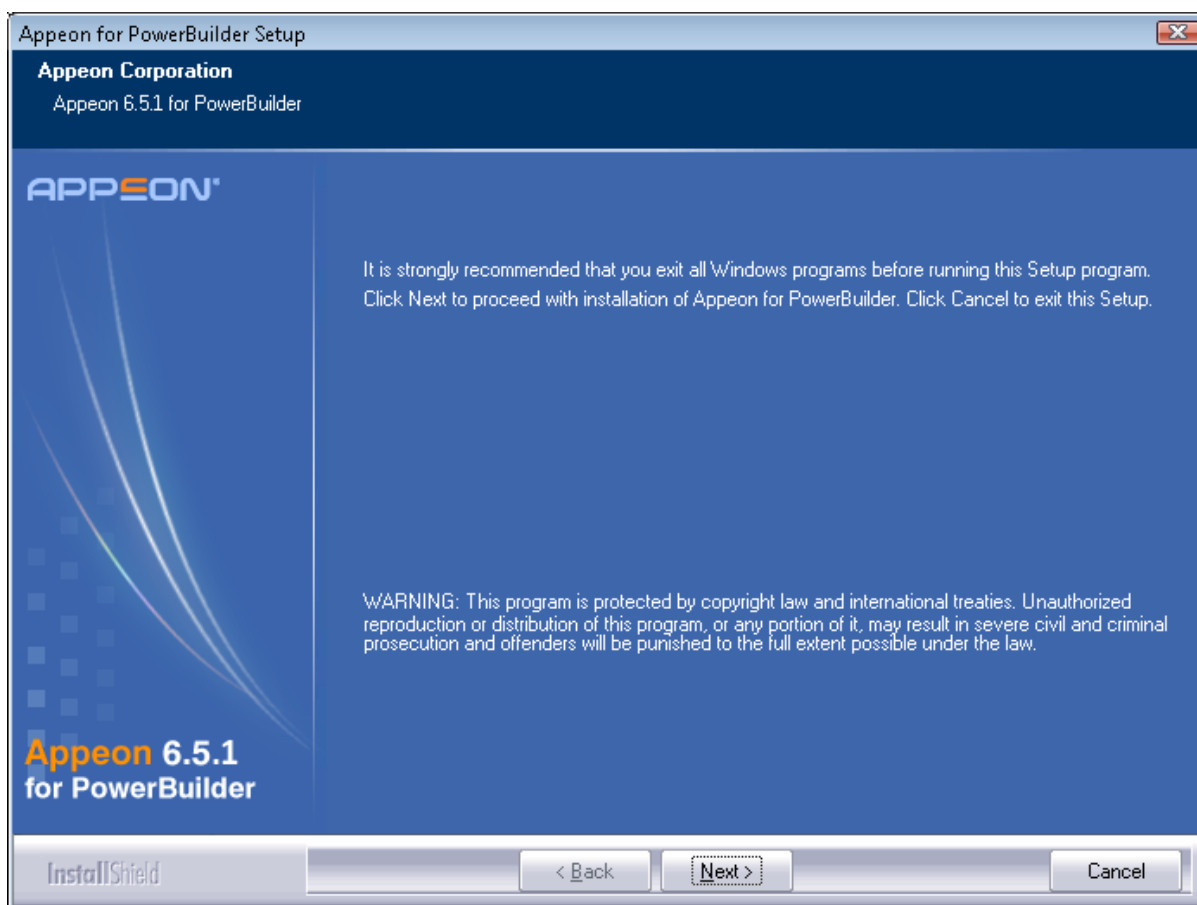 Appeon for PowerBuilder Setup
Appeon Corporation
Appeon 6.5.1 for PowerBuilder
APPEON
It is strongly recommended that you exit all Windows programs before running this Setup program.
Click Next to proceed with installation of Appeon for PowerBuilder. Click Cancel to exit this Setup.
WARNING: This program is protected by copyright law and international treaties. Unauthorized
reproduction or distribution of this program, or any portion of it, may result in severe civil and criminal
prosecution and offenders will be punished to the full extent possible under the law.
Appeon 6.5.1
for PowerBuilder
InstallShield
< Back
Next >
Cancel